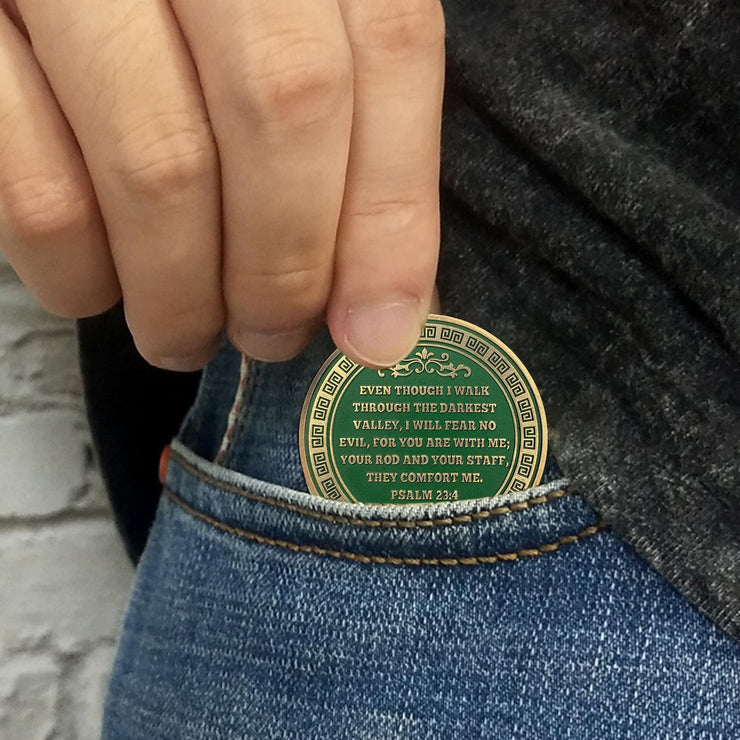 EVEN THOUGH I WALK
THROUGH THE DARKEST
VALLEY, I WILL FEAR NO
EVIL, FOR YOU ARE WITH ME;
YOUR ROD AND YOUR STAFF,
THEY COMFORT ME.
PSALM 23:4